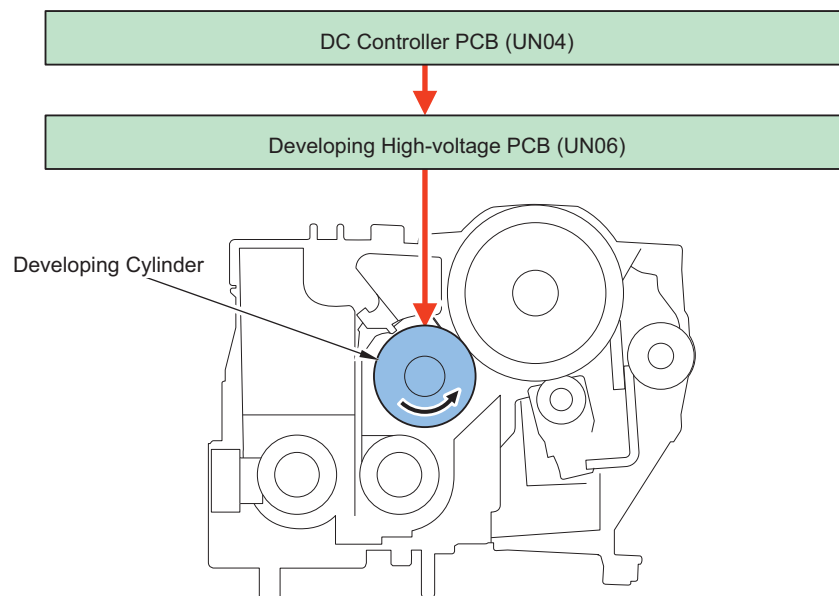 DC Controller PCB (UN04)
Developing High-voltage PCB (UN06)
Developing Cylinder